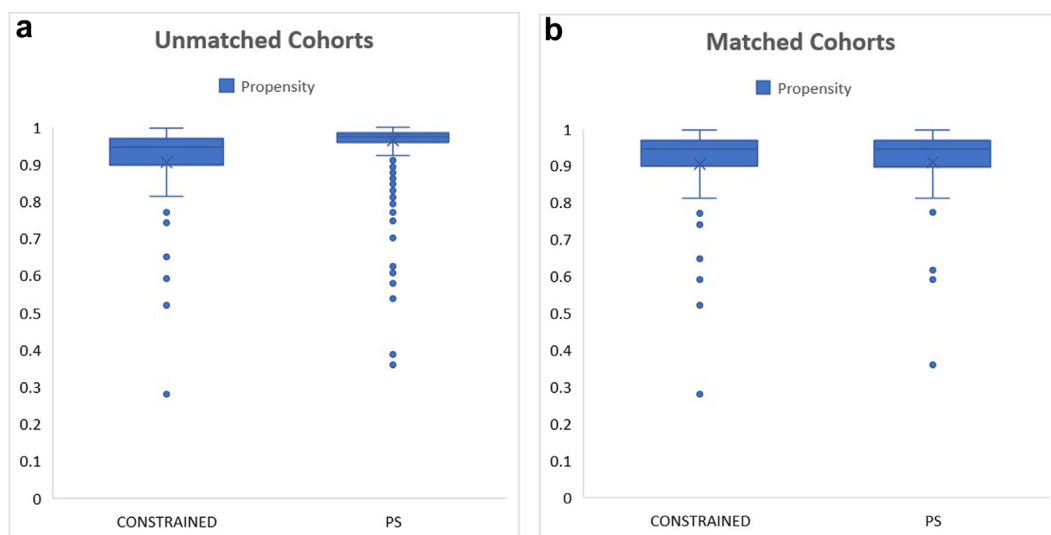 a
Unmatched Cohorts
Propensity
1
0.9
0.8
0.7
0.6
0.5
0.4
0.3
0.2
0.1
0
CONSTRAINED PS
b
Matched Cohorts
Propensity
1
0.9
0.8
0.7
0.6
0.5
0.4
0.3
0.2
0.1
0
CONSTRAINED PS